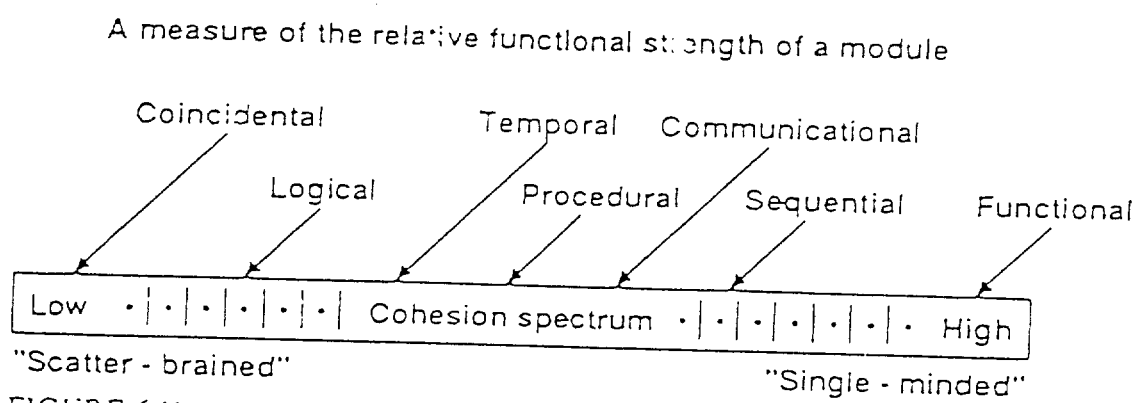 A measure of the relative functional strength of a module
Coincidental Temporal Communicational
Logical Procedural Sequential Functional
Low Cohesion spectrum High
"Scatter - brained" "Single - minded"